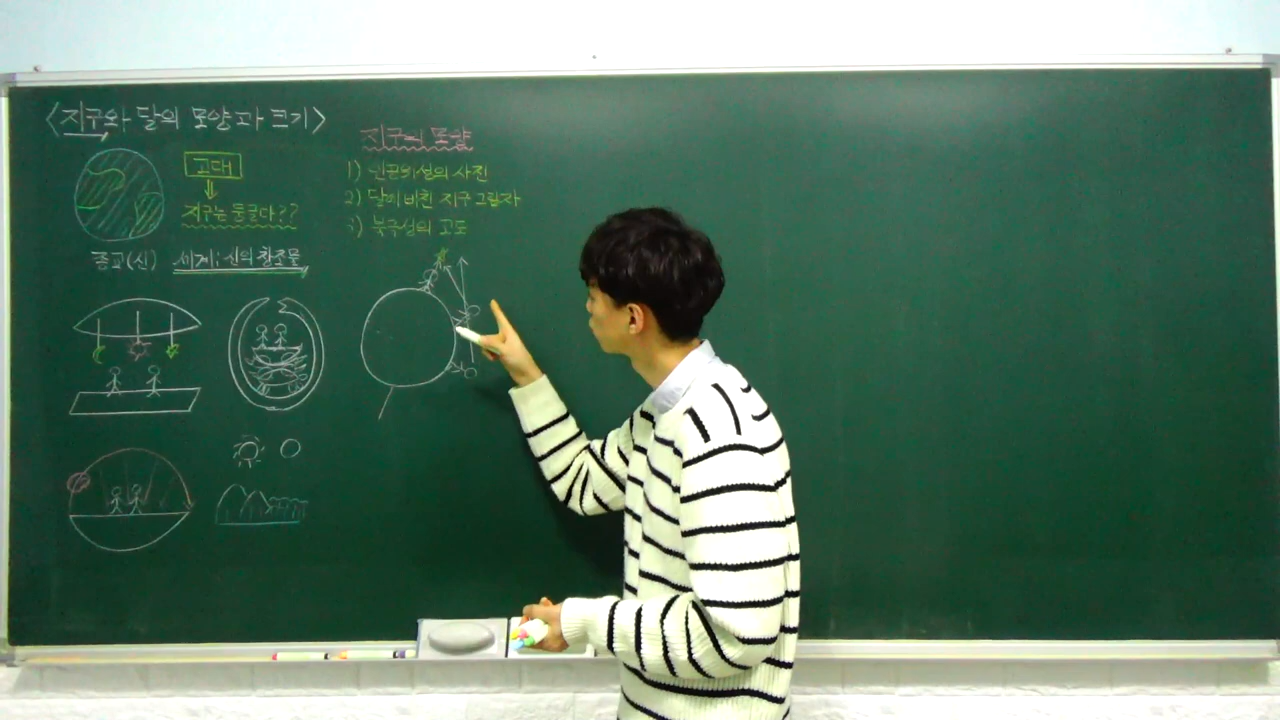 <지구와 달의 모양과 크기>
고대
지구는 둥글다??
종교(신) 세계 : 신의 창조물
지구의 모양
1) 인공위성의 사진
2) 달에 비친 지구 그림자
3) 북극성의 고도